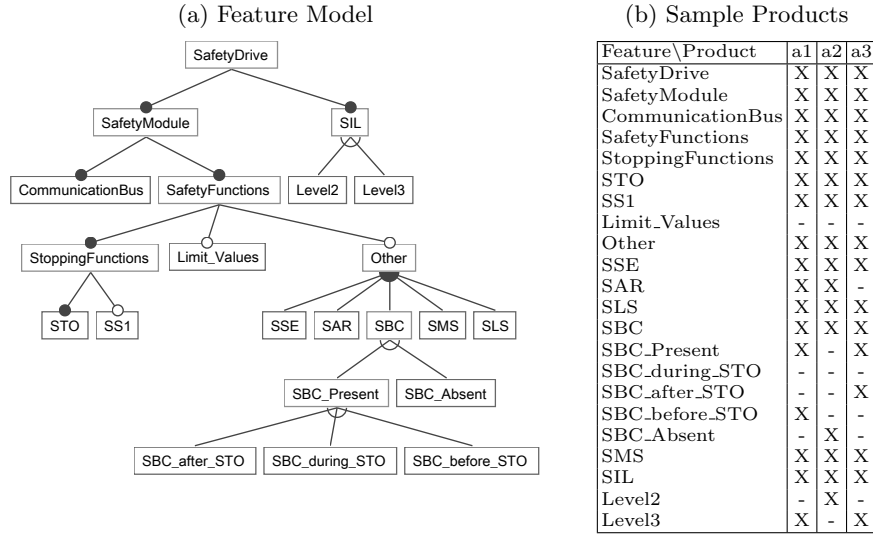 (a) Feature Model
SafetyDrive
SafetyModule SIL
CommunicationBus SafetyFunctions Level2 Level3
StoppingFunctions Limit_Values Other
STO SS1 SSE SAR SBC SMS SLS
SBC_Present SBC_Absent
SBC_after_STO SBC_during_STO SBC_before_STO
(b) Sample Products
Feature\Product a1 a2 a3
SafetyDrive X X X
SafetyModule X X X
CommunicationBus X X X
SafetyFunctions X X X
StoppingFunctions X X X
STO X X X
SS1 X X X
Limit_Values - - -
Other X X X
SSE X X X
SAR X X -
SLS X X X
SBC X X X
SBC_Present X - X
SBC_during_STO - - -
SBC_after_STO - - X
SBC_before_STO X - -
SBC_Absent - X -
SMS X X X
SIL X X X
Level2 - X -
Level3 X - X